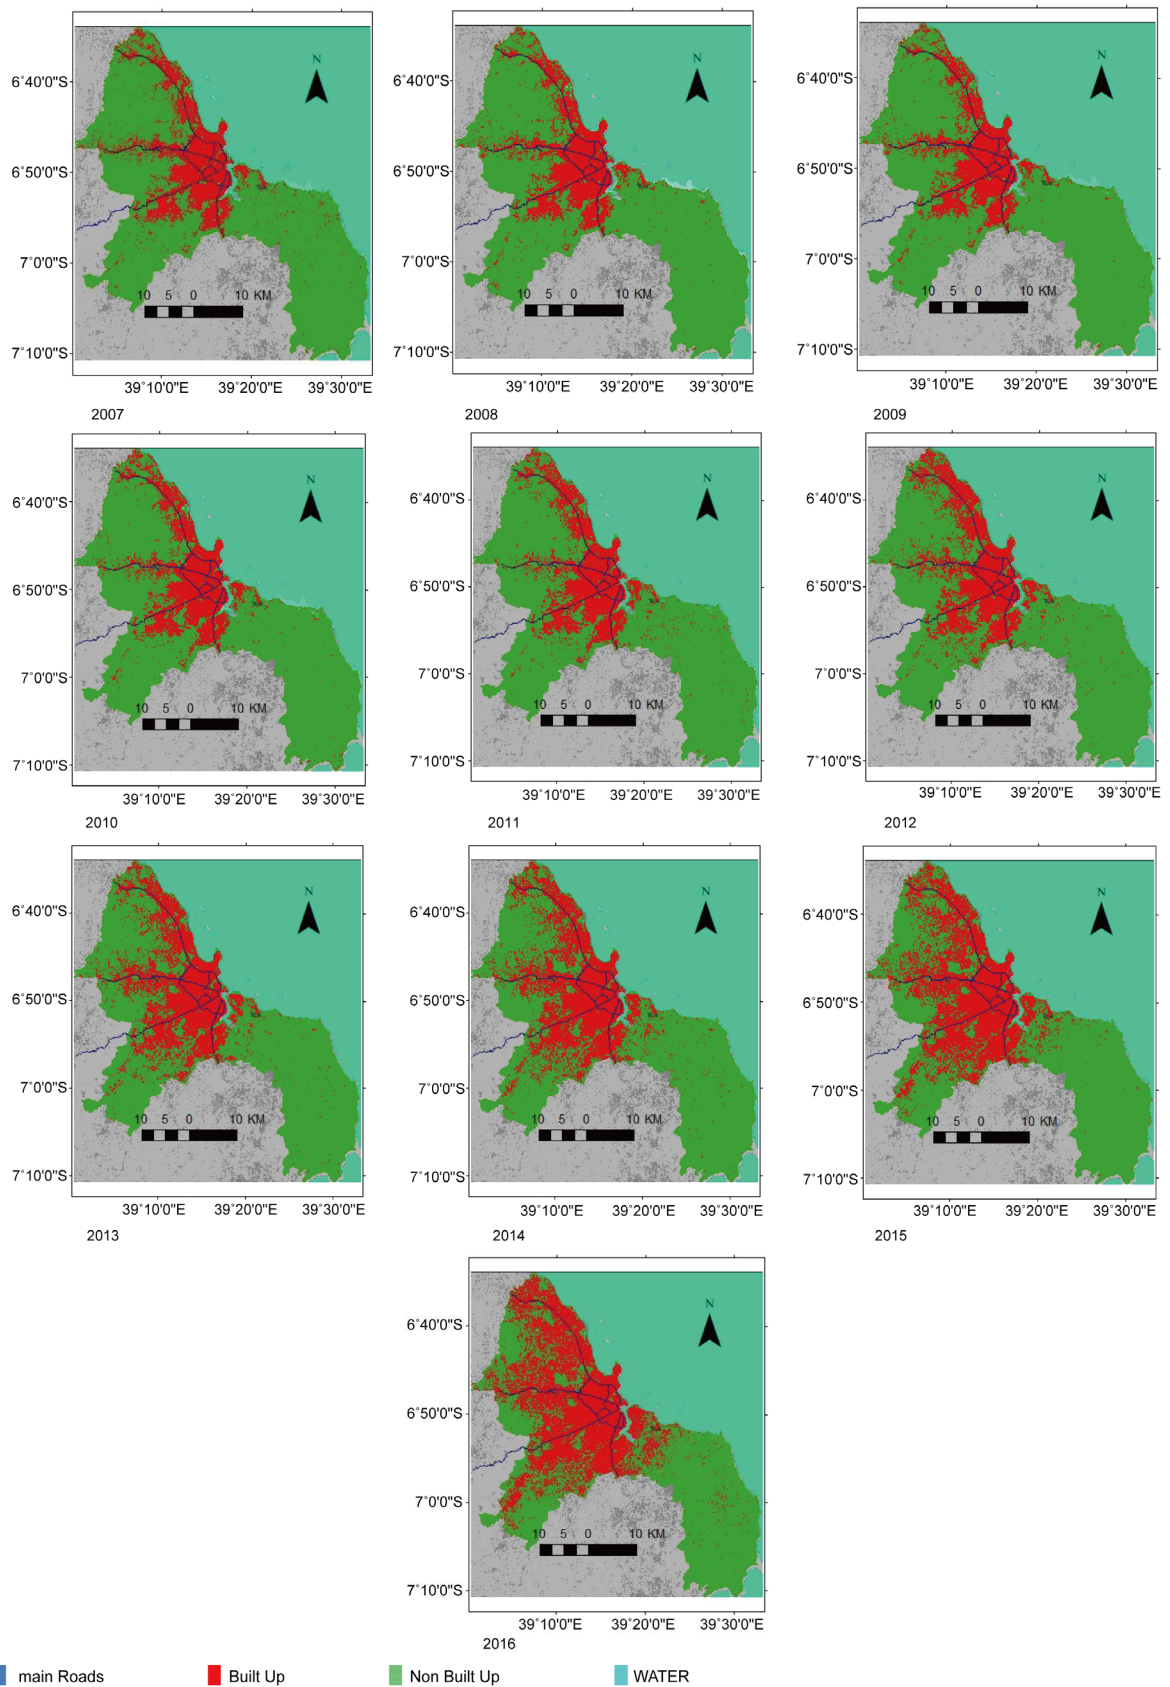 N N N
6°40'0"S 6°40'0"S 6°40'0"S
6°50'0"S 6°50'0"S 6°50'0"S
7°0'0"S 7°0'0"S 7°0'0"S
10 5 0 10 KM 10 5 0 10 KM 10 5 0 10 KM
7°10'0"S 7°10'0"S 7°10'0"S
39°10'0"E 39°20'0"E 39°30'0"E 39°10'0"E 39°20'0"E 39°30'0"E 39°10'0"E 39°20'0"E 39°30'0"E
2007 2008 2009
N N N
6°40'0"S 6°40'0"S 6°40'0"S
6°50'0"S 6°50'0"S 6°50'0"S
7°0'0"S 7°0'0"S 7°0'0"S
10 5 0 10 KM 10 5 0 10 KM 10 5 0 10 KM
7°10'0"S 7°10'0"S 7°10'0"S
39°10'0"E 39°20'0"E 39°30'0"E 39°10'0"E 39°20'0"E 39°30'0"E 39°10'0"E 39°20'0"E 39°30'0"E
2010 2011 2012
N N N
6°40'0"S 6°40'0"S 6°40'0"S
6°50'0"S 6°50'0"S 6°50'0"S
7°0'0"S 7°0'0"S 7°0'0"S
10 5 0 10 KM 10 5 0 10 KM 10 5 0 10 KM
7°10'0"S 7°10'0"S 7°10'0"S
39°10'0"E 39°20'0"E 39°30'0"E 39°10'0"E 39°20'0"E 39°30'0"E 39°10'0"E 39°20'0"E 39°30'0"E
2013 2014 2015
N
6°40'0"S
6°50'0"S
7°0'0"S
10 5 0 10 KM
7°10'0"S
39°10'0"E 39°20'0"E 39°30'0"E
2016
main Roads Built Up Non Built Up WATER